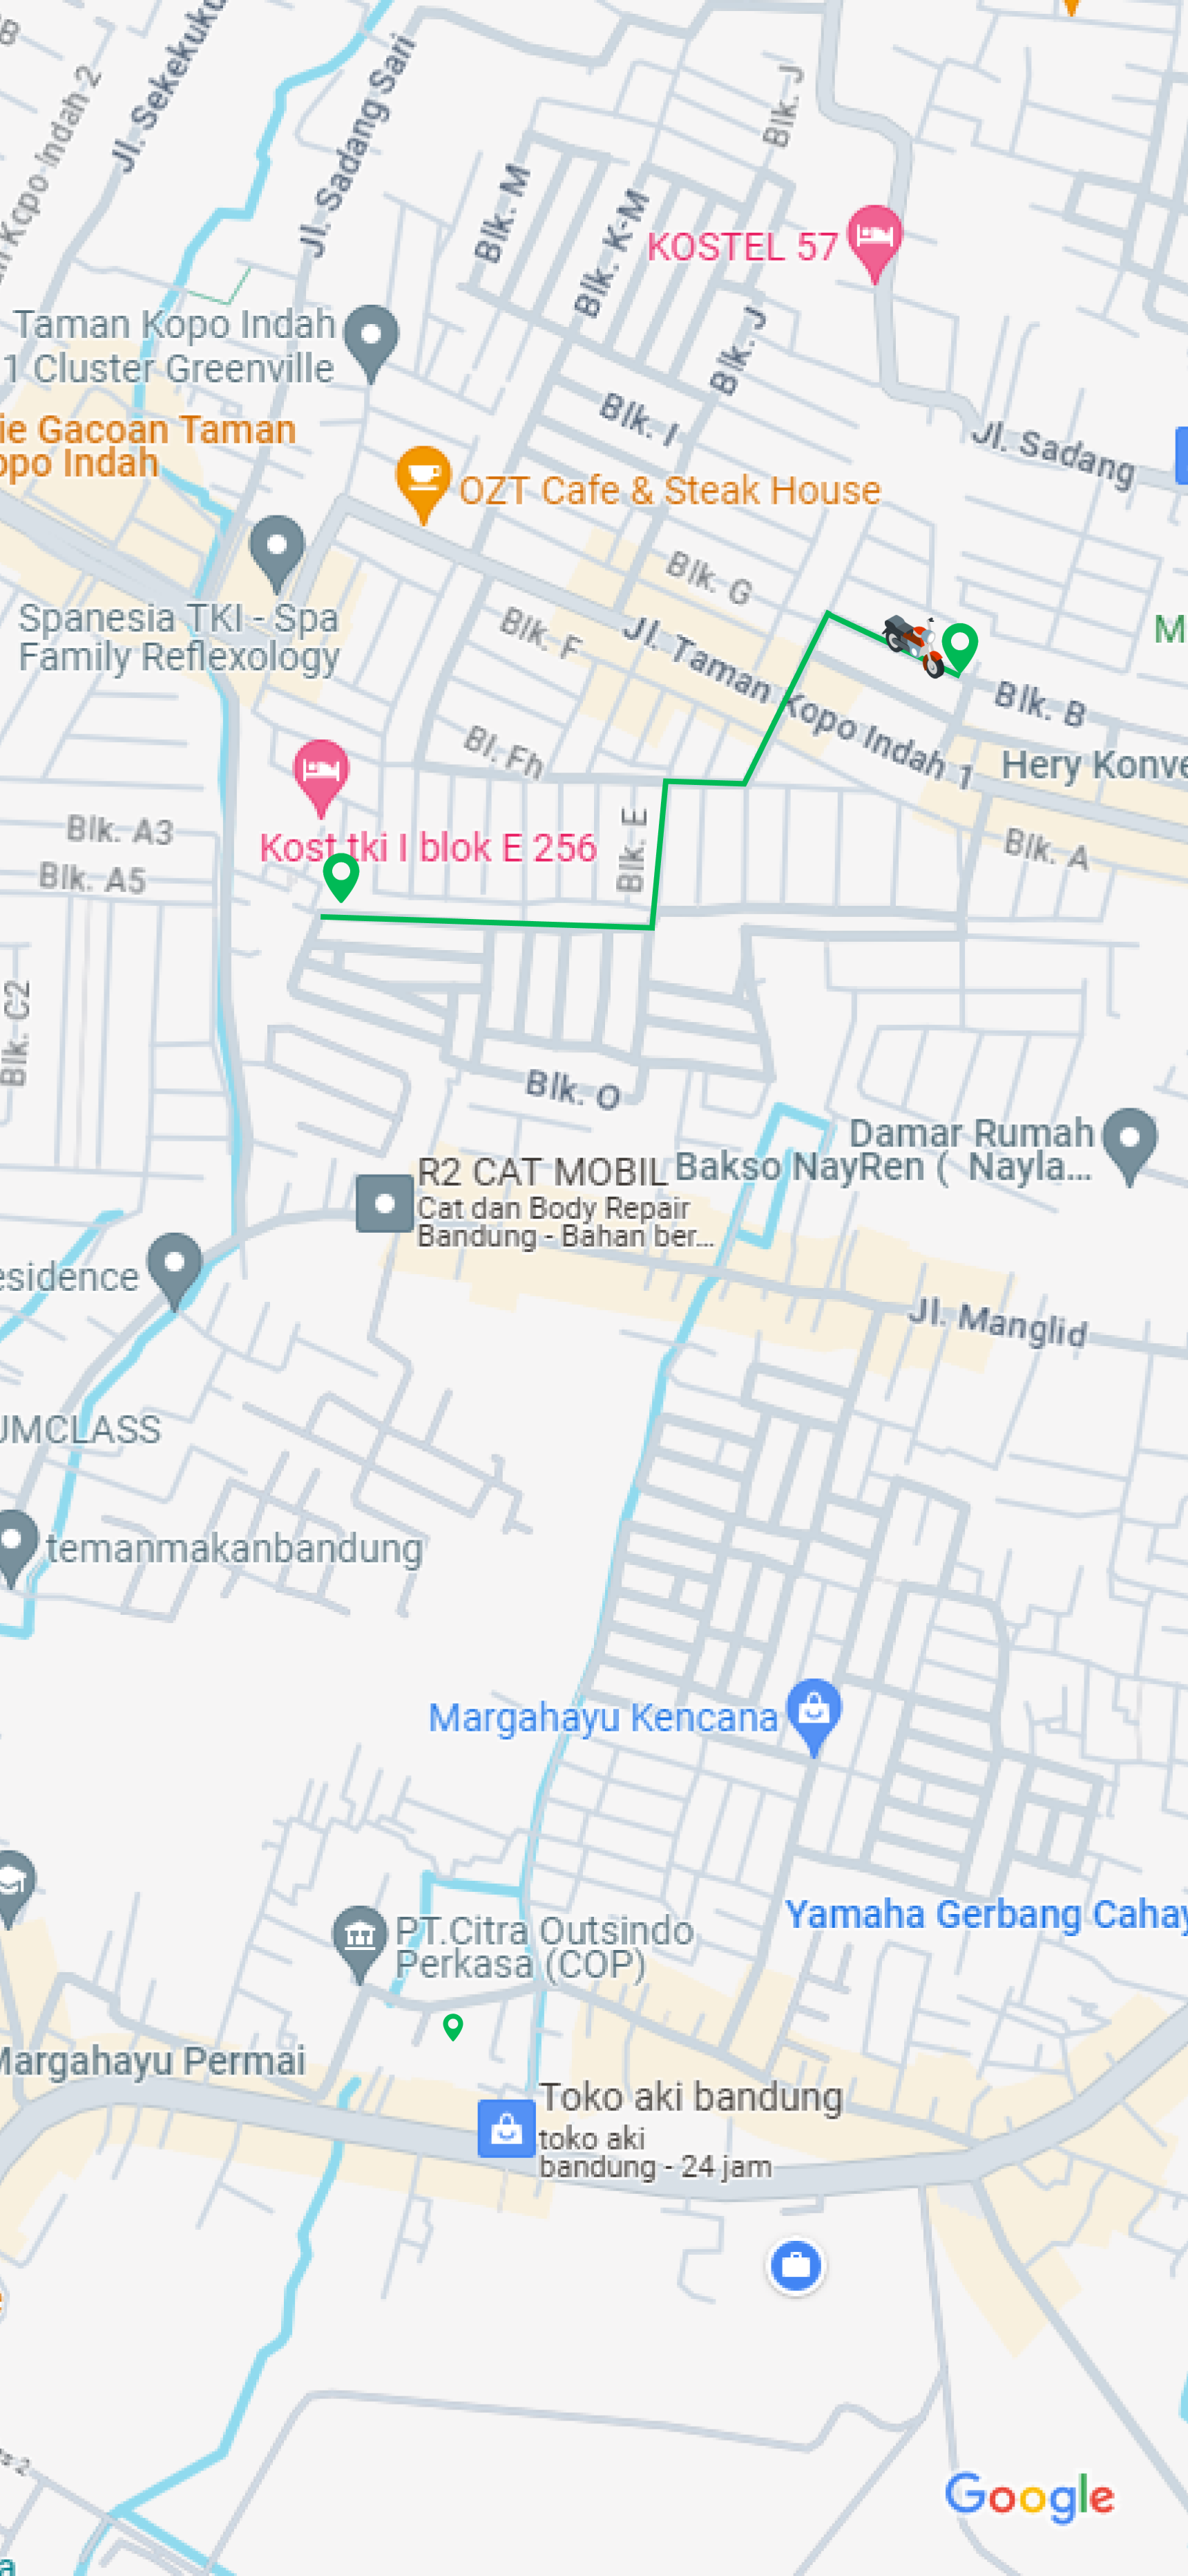 Jl. Sekekuku
Kcpo Indah 2
Jl. Sadang Sari
Blk. J
Blk. M
Blk. K-M
KOSTEL 57
Taman Kopo Indah
1 Cluster Greenville
Blk. J
Blk. I
ie Gacoan Taman
opo Indah
Jl. Sadang
OZT Cafe & Steak House
Blk. G
Spanesia TKI - Spa
Family Reflexology
Blk. F
Jl. Taman Kopo Indah 1
M
Blk. B
Bl. Fh
Hery Konve
Blk. A3
Kost tki I blok E 256
Blk. E
Blk. A
Blk. A5
Blk. C2
Blk. O
Damar Rumah
Bakso NayRen ( Nayla...
R2 CAT MOBIL
Cat dan Body Repair
Bandung - Bahan ber...
esidence
Jl. Manglid
UMCLASS
temanmakanbandung
Margahayu Kencana
Yamaha Gerbang Cahay
PT.Citra Outsindo
Perkasa (COP)
Margahayu Permai
Toko aki bandung
toko aki
bandung - 24 jam
Google